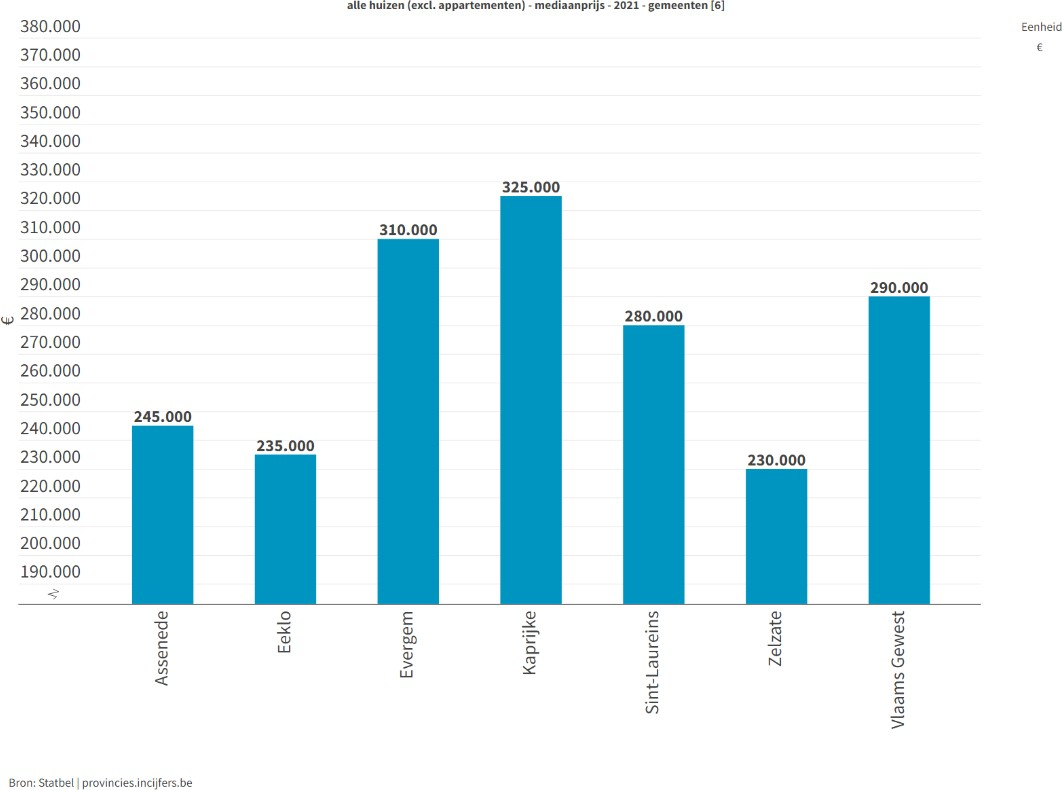 alle huizen (excl. appartementen) - mediaanprijs - 2021 - gemeenten [6]
Eenheid
€
380.000
370.000
360.000
350.000
340.000
330.000
320.000
310.000
300.000
290.000
280.000
270.000
260.000
250.000
240.000
230.000
220.000
210.000
200.000
190.000
€
245.000
235.000
310.000
325.000
280.000
230.000
290.000
Assenede
Eeklo
Evergem
Kaprijke
Sint-Laureins
Zelzate
Vlaams Gewest
Bron: Statbel | provincies.incijfers.be